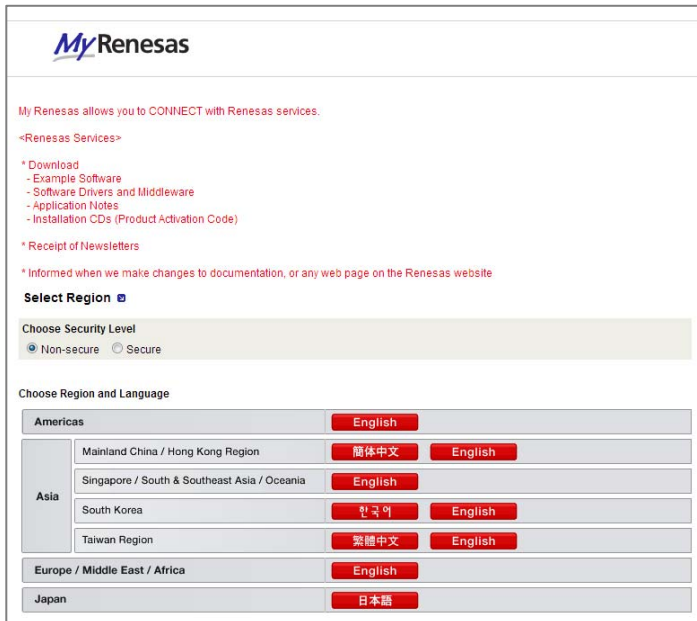 MyRenesas
My Renesas allows you to CONNECT with Renesas services.
<Renesas Services>
* Download
- Example Software
- Software Drivers and Middleware
- Application Notes
- Installation CDs (Product Activation Code)
* Receipt of Newsletters
* Informed when we make changes to documentation, or any web page on the Renesas website
Select Region
Choose Security Level
Non-secure Secure
Choose Region and Language
Americas English
Asia
Mainland China / Hong Kong Region 簡体中文 English
Singapore / South & Southeast Asia / Oceania English
South Korea 한국어 English
Taiwan Region 繁體中文 English
Europe / Middle East / Africa English
Japan 日本語